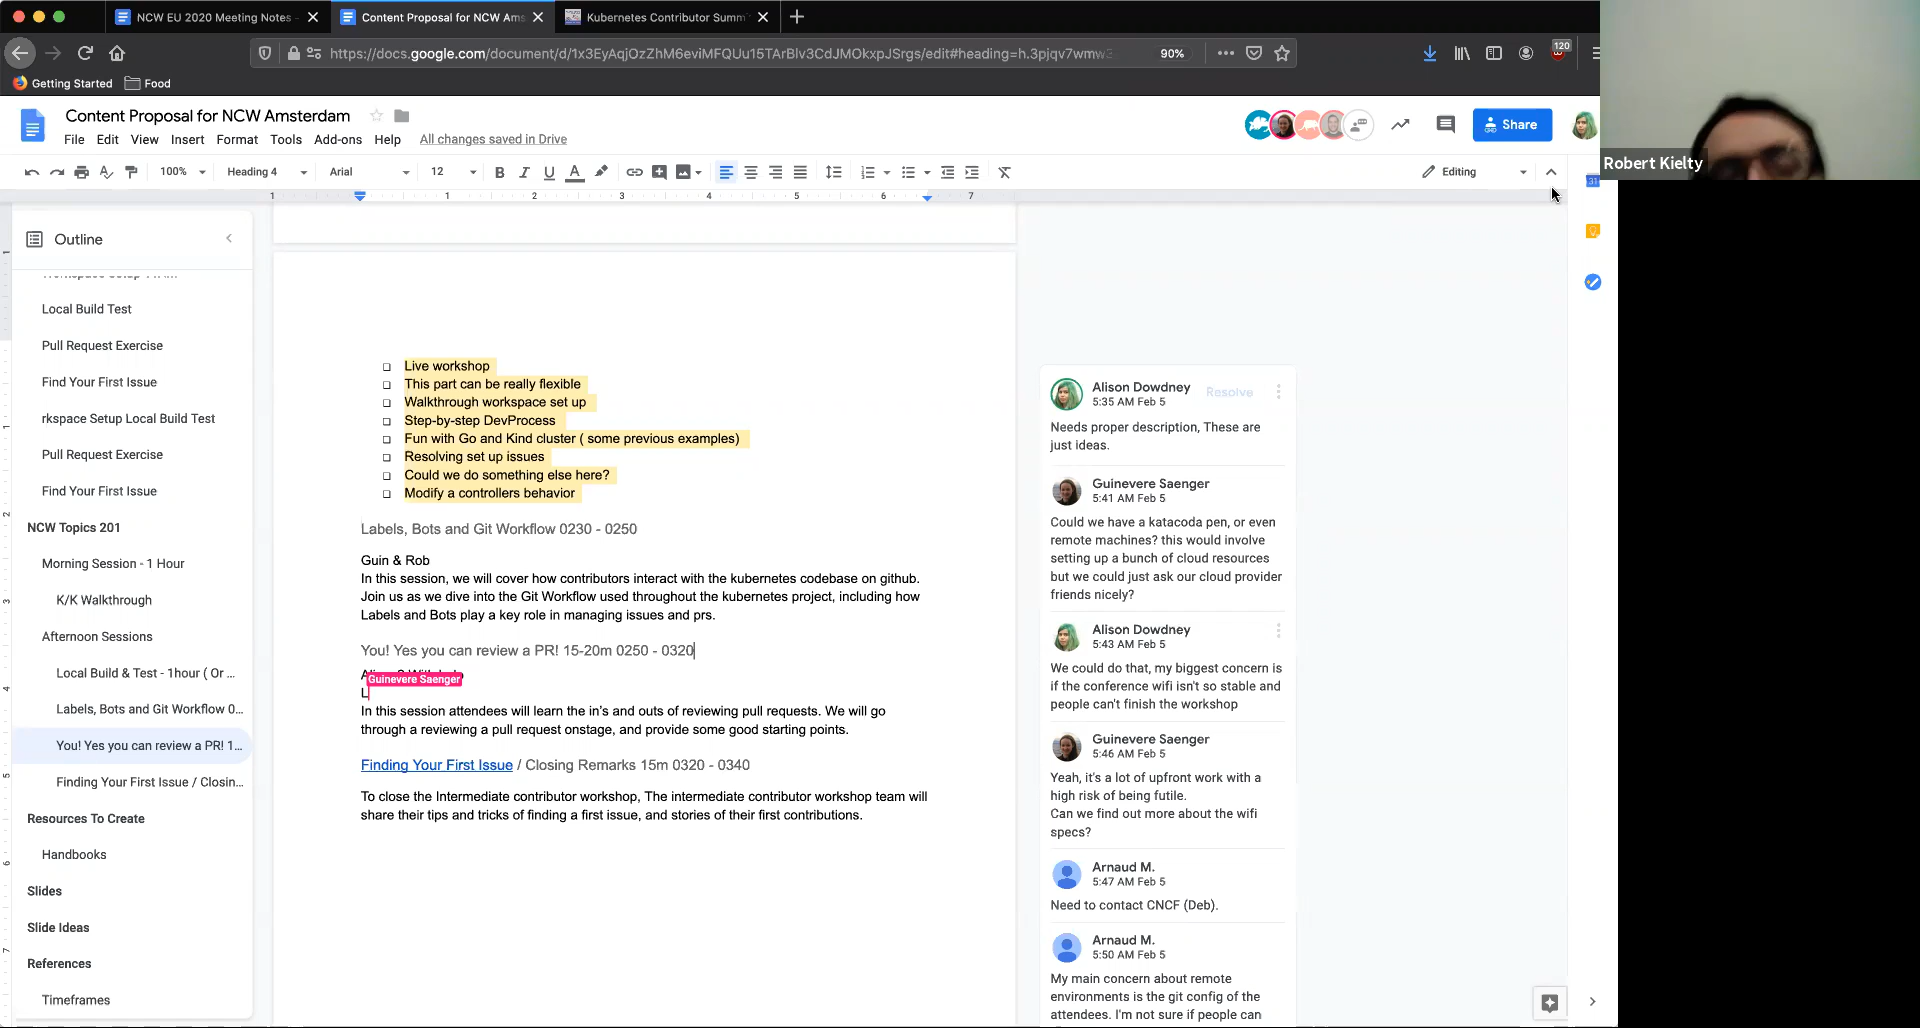 NCW EU 2020 Meeting Notes -
Content Proposal for NCW Ams
Kubernetes Contributor Summ
https://docs.google.com/document/d/1x3EyAqjOzZhM6eviMFQUu15TArBlv3CdJMOkxpJSrgs/edit#heading=h.3pjqv7wmw
90%
120
Getting Started
Food
Content Proposal for NCW Amsterdam
File Edit View Insert Format Tools Add-ons Help All changes saved in Drive
Share
100% Heading 4 Arial 12 B I U A Editing
1 1 2 3 4 5 6 7
31
Robert Kielty
Outline
Local Build Test
Pull Request Exercise
Find Your First Issue
rkspace Setup Local Build Test
Pull Request Exercise
Find Your First Issue
NCW Topics 201
Morning Session - 1 Hour
K/K Walkthrough
Afternoon Sessions
Local Build & Test - 1hour ( Or ...
Labels, Bots and Git Workflow 0...
You! Yes you can review a PR! 1...
Finding Your First Issue / Closin...
Resources To Create
Handbooks
Slides
Slide Ideas
References
Timeframes
1
1
2
3
4
5
6
7
Live workshop
This part can be really flexible
Walkthrough workspace set up
Step-by-step DevProcess
Fun with Go and Kind cluster ( some previous examples)
Resolving set up issues
Could we do something else here?
Modify a controllers behavior
Labels, Bots and Git Workflow 0230 - 0250
Guin & Rob
In this session, we will cover how contributors interact with the kubernetes codebase on github.
Join us as we dive into the Git Workflow used throughout the kubernetes project, including how
Labels and Bots play a key role in managing issues and prs.
You! Yes you can review a PR! 15-20m 0250 - 0320
Guinevere Saenger
L
In this session attendees will learn the in's and outs of reviewing pull requests. We will go
through a reviewing a pull request onstage, and provide some good starting points.
Finding Your First Issue / Closing Remarks 15m 0320 - 0340
To close the Intermediate contributor workshop, The intermediate contributor workshop team will
share their tips and tricks of finding a first issue, and stories of their first contributions.
Alison Dowdney
5:35 AM Feb 5
Resolve
Needs proper description, These are
just ideas.
Guinevere Saenger
5:41 AM Feb 5
Could we have a katacoda pen, or even
remote machines? this would involve
setting up a bunch of cloud resources
but we could just ask our cloud provider
friends nicely?
Alison Dowdney
5:43 AM Feb 5
We could do that, my biggest concern is
if the conference wifi isn't so stable and
people can't finish the workshop
Guinevere Saenger
5:46 AM Feb 5
Yeah, it's a lot of upfront work with a
high risk of being futile.
Can we find out more about the wifi
specs?
Arnaud M.
5:47 AM Feb 5
Need to contact CNCF (Deb).
Arnaud M.
5:50 AM Feb 5
My main concern about remote
environments is the git config of the
attendees. I'm not sure if people can